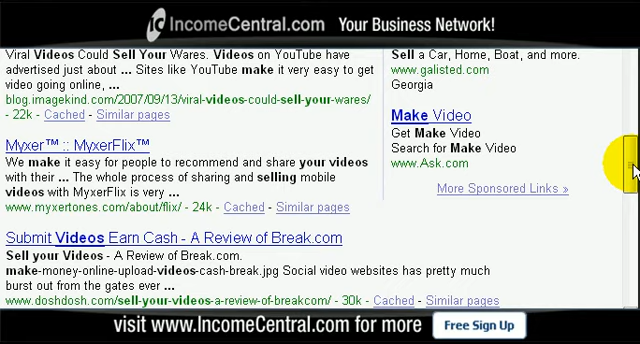 IC IncomeCentral.com Your Business Network!
Viral Videos Could Sell Your Wares. Videos on YouTube have
advertised just about ... Sites like YouTube make it very easy to get
video going online, ...
blog.imagekind.com/2007/09/13/viral-videos-could-sell-your-wares/
- 22k - Cached - Similar pages
Myxer™ :: MyxerFlix™
We make it easy for people to recommend and share your videos
with their ... The whole process of sharing and selling mobile
videos with MyxerFlix is very ...
www.myxertones.com/about/flix/ - 24k - Cached - Similar pages
Submit Videos Earn Cash - A Review of Break.com
Sell your Videos - A Review of Break.com.
make-money-online-upload-videos-cash-break.jpg Social video websites has pretty much
burst out from the gates ever ...
www.doshdosh.com/sell-your-videos-a-review-of-breakcom/ - 30k - Cached - Similar pages
Sell a Car, Home, Boat, and more.
www.galisted.com
Georgia
Make Video
Get Make Video
Search for Make Video
www.Ask.com
More Sponsored Links »
visit www.IncomeCentral.com for more Free Sign Up